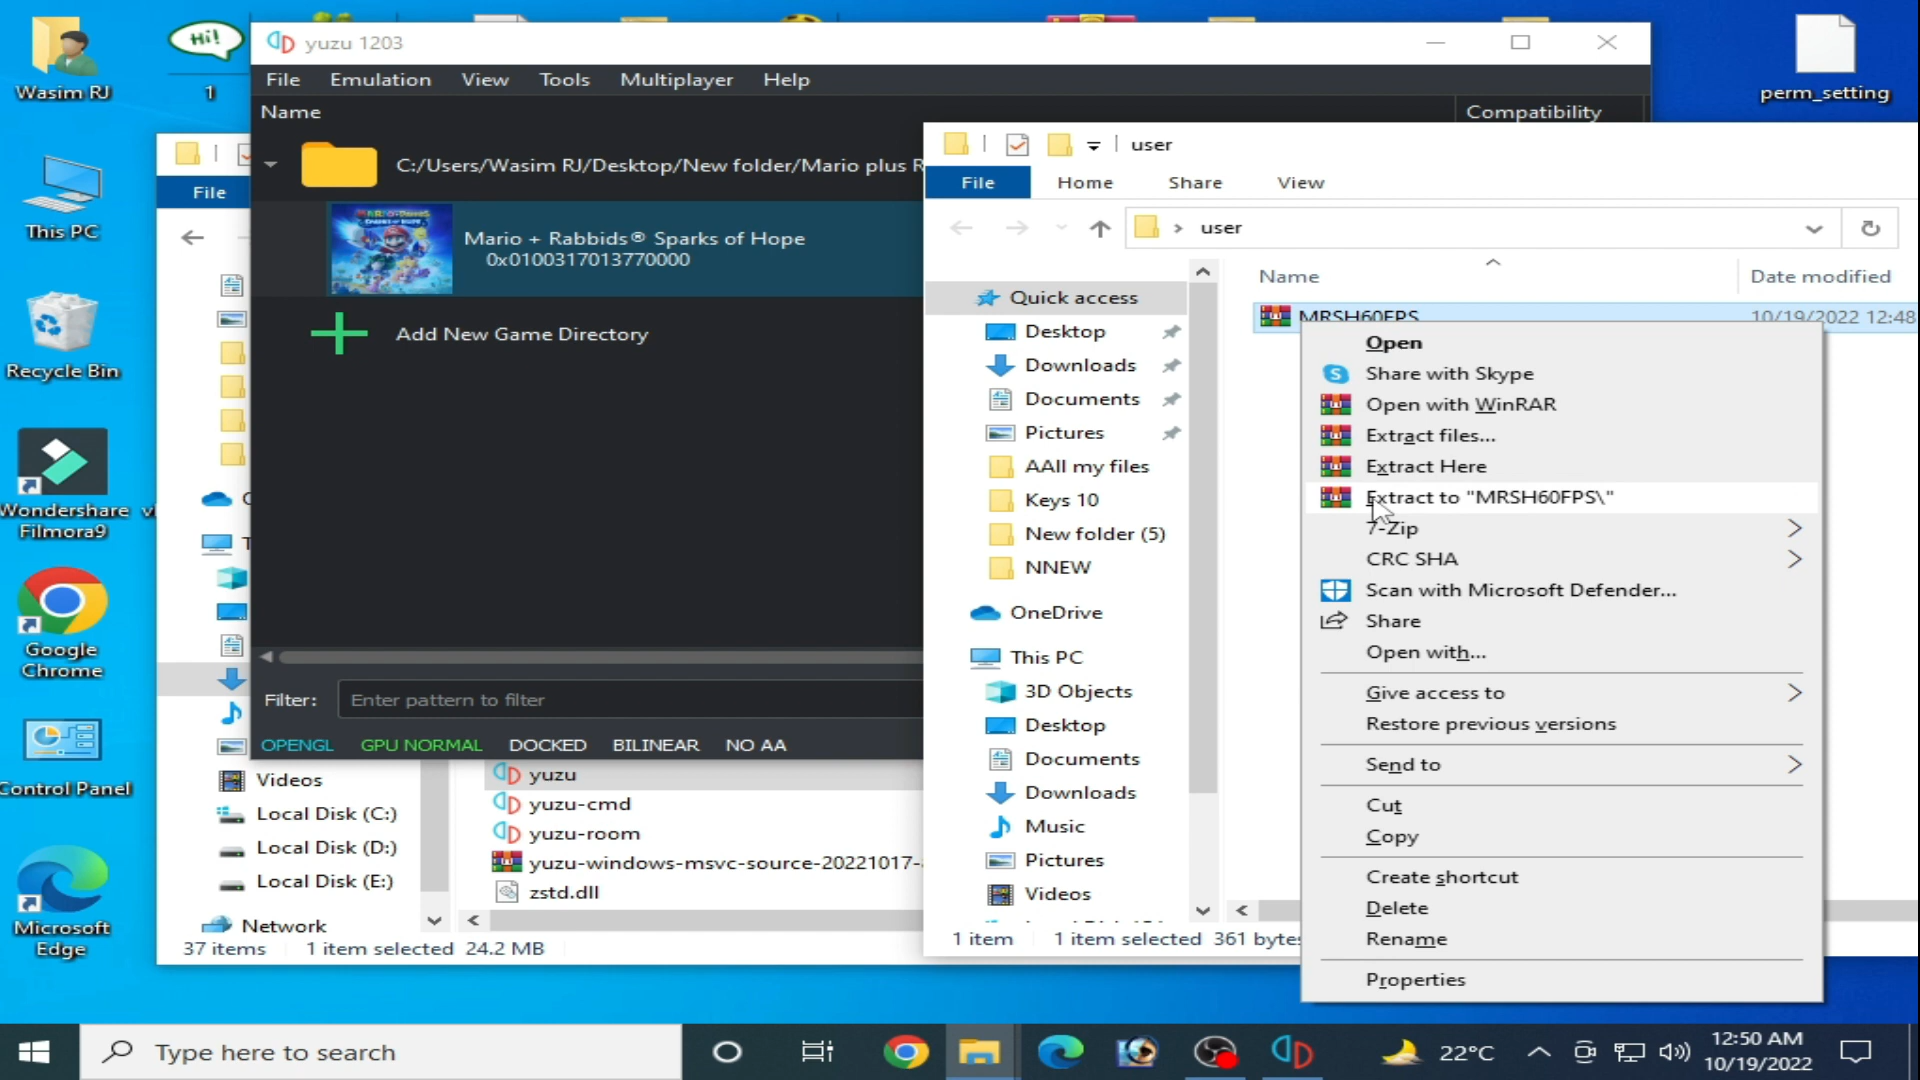 Wasim RJ
This PC
Recycle Bin
Wondershare
Filmora9
Google
Chrome
Control Panel
Microsoft
Edge
Hi!
1
perm_setting
yuzu 1203
File Emulation View Tools Multiplayer Help
Name Compatibility
C:/Users/Wasim RJ/Desktop/New folder/Mario plus R
Mario + Rabbids® Sparks of Hope
0x0100317013770000
Add New Game Directory
Filter: Enter pattern to filter
OPENGL GPU NORMAL DOCKED BILINEAR NO AA
File
Videos
Local Disk (C:)
Local Disk (D:)
Local Disk (E:)
Network
yuzu
yuzu-cmd
yuzu-room
yuzu-windows-msvc-source-20221017-
zstd.dll
37 items 1 item selected 24.2 MB
user
File Home Share View
user
Name Date modified
MRSH60FPS 10/19/2022 12:48
Quick access
Desktop
Downloads
Documents
Pictures
AAll my files
Keys 10
New folder (5)
NNEW
OneDrive
This PC
3D Objects
Desktop
Documents
Downloads
Music
Pictures
Videos
1 item 1 item selected 361 bytes
Open
Share with Skype
Open with WinRAR
Extract files...
Extract Here
Extract to "MRSH60FPS\"
7-Zip
CRC SHA
Scan with Microsoft Defender...
Share
Open with...
Give access to
Restore previous versions
Send to
Cut
Copy
Create shortcut
Delete
Rename
Properties
Type here to search
22°C
12:50 AM
10/19/2022